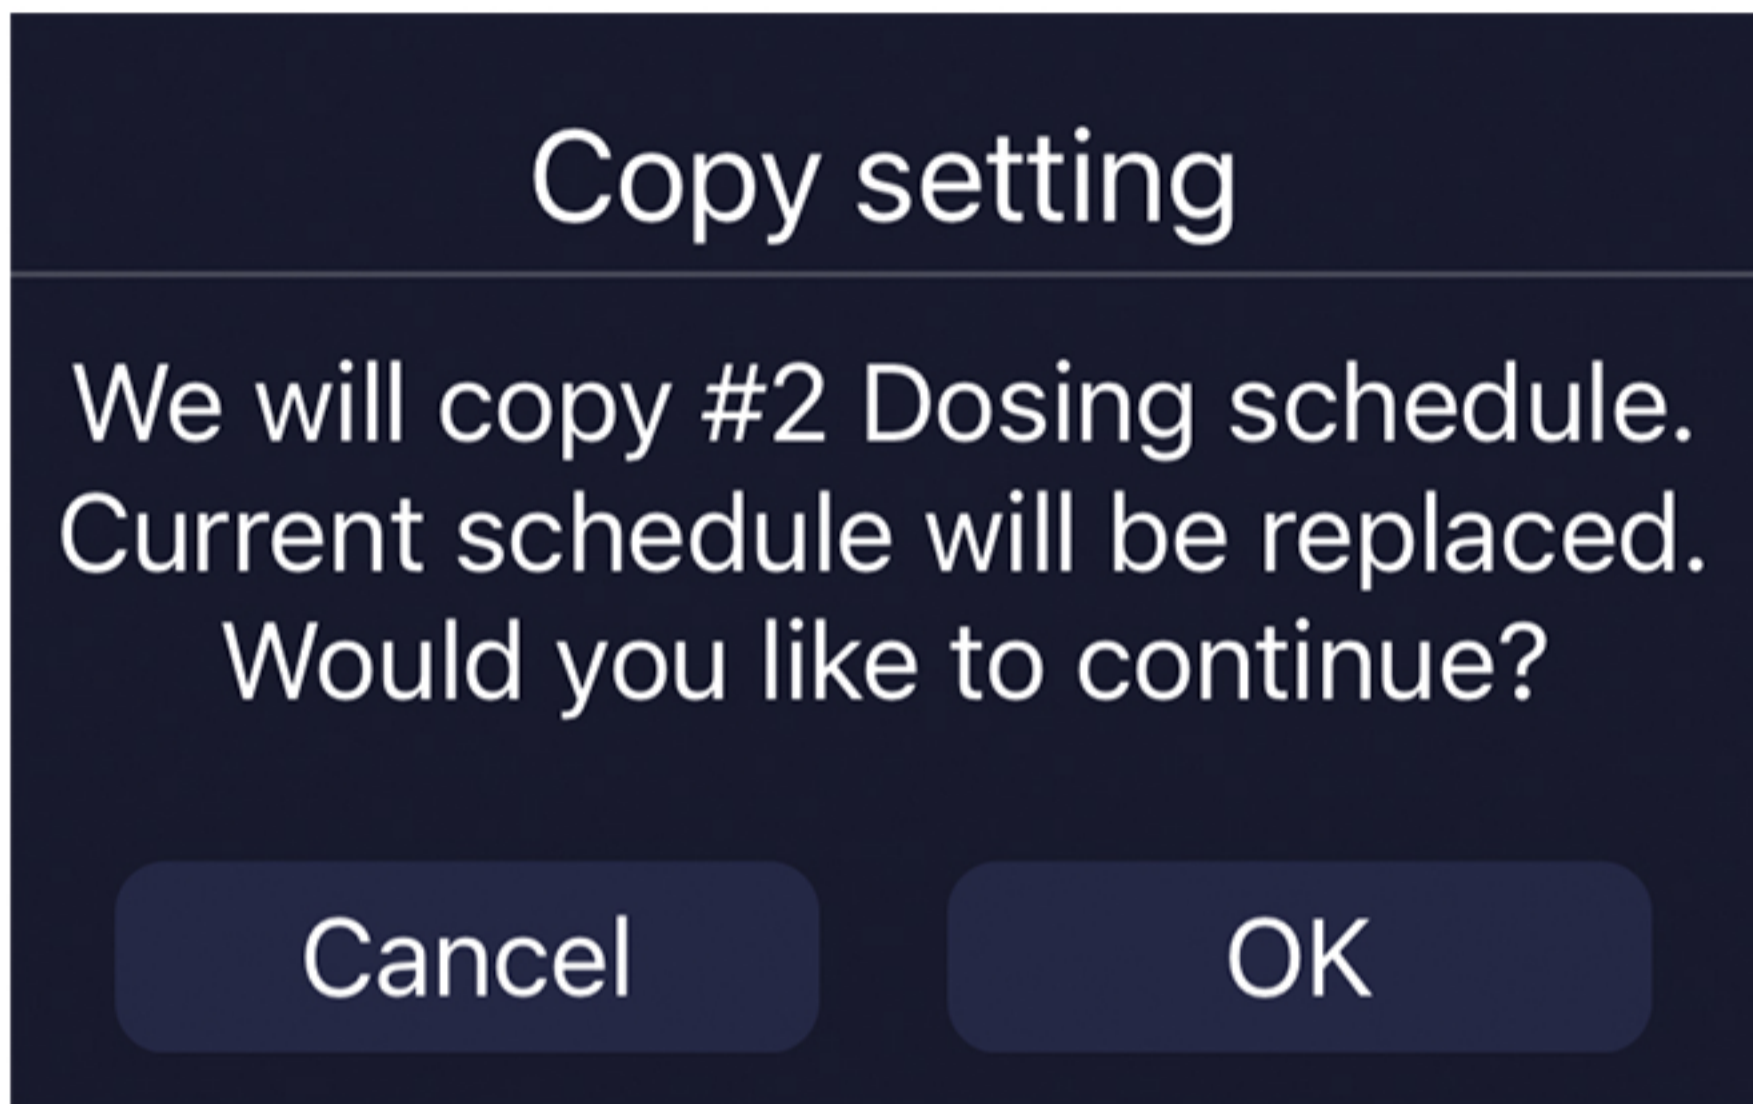 Copy setting
We will copy #2 Dosing schedule.
Current schedule will be replaced.
Would you like to continue?
Cancel
OK